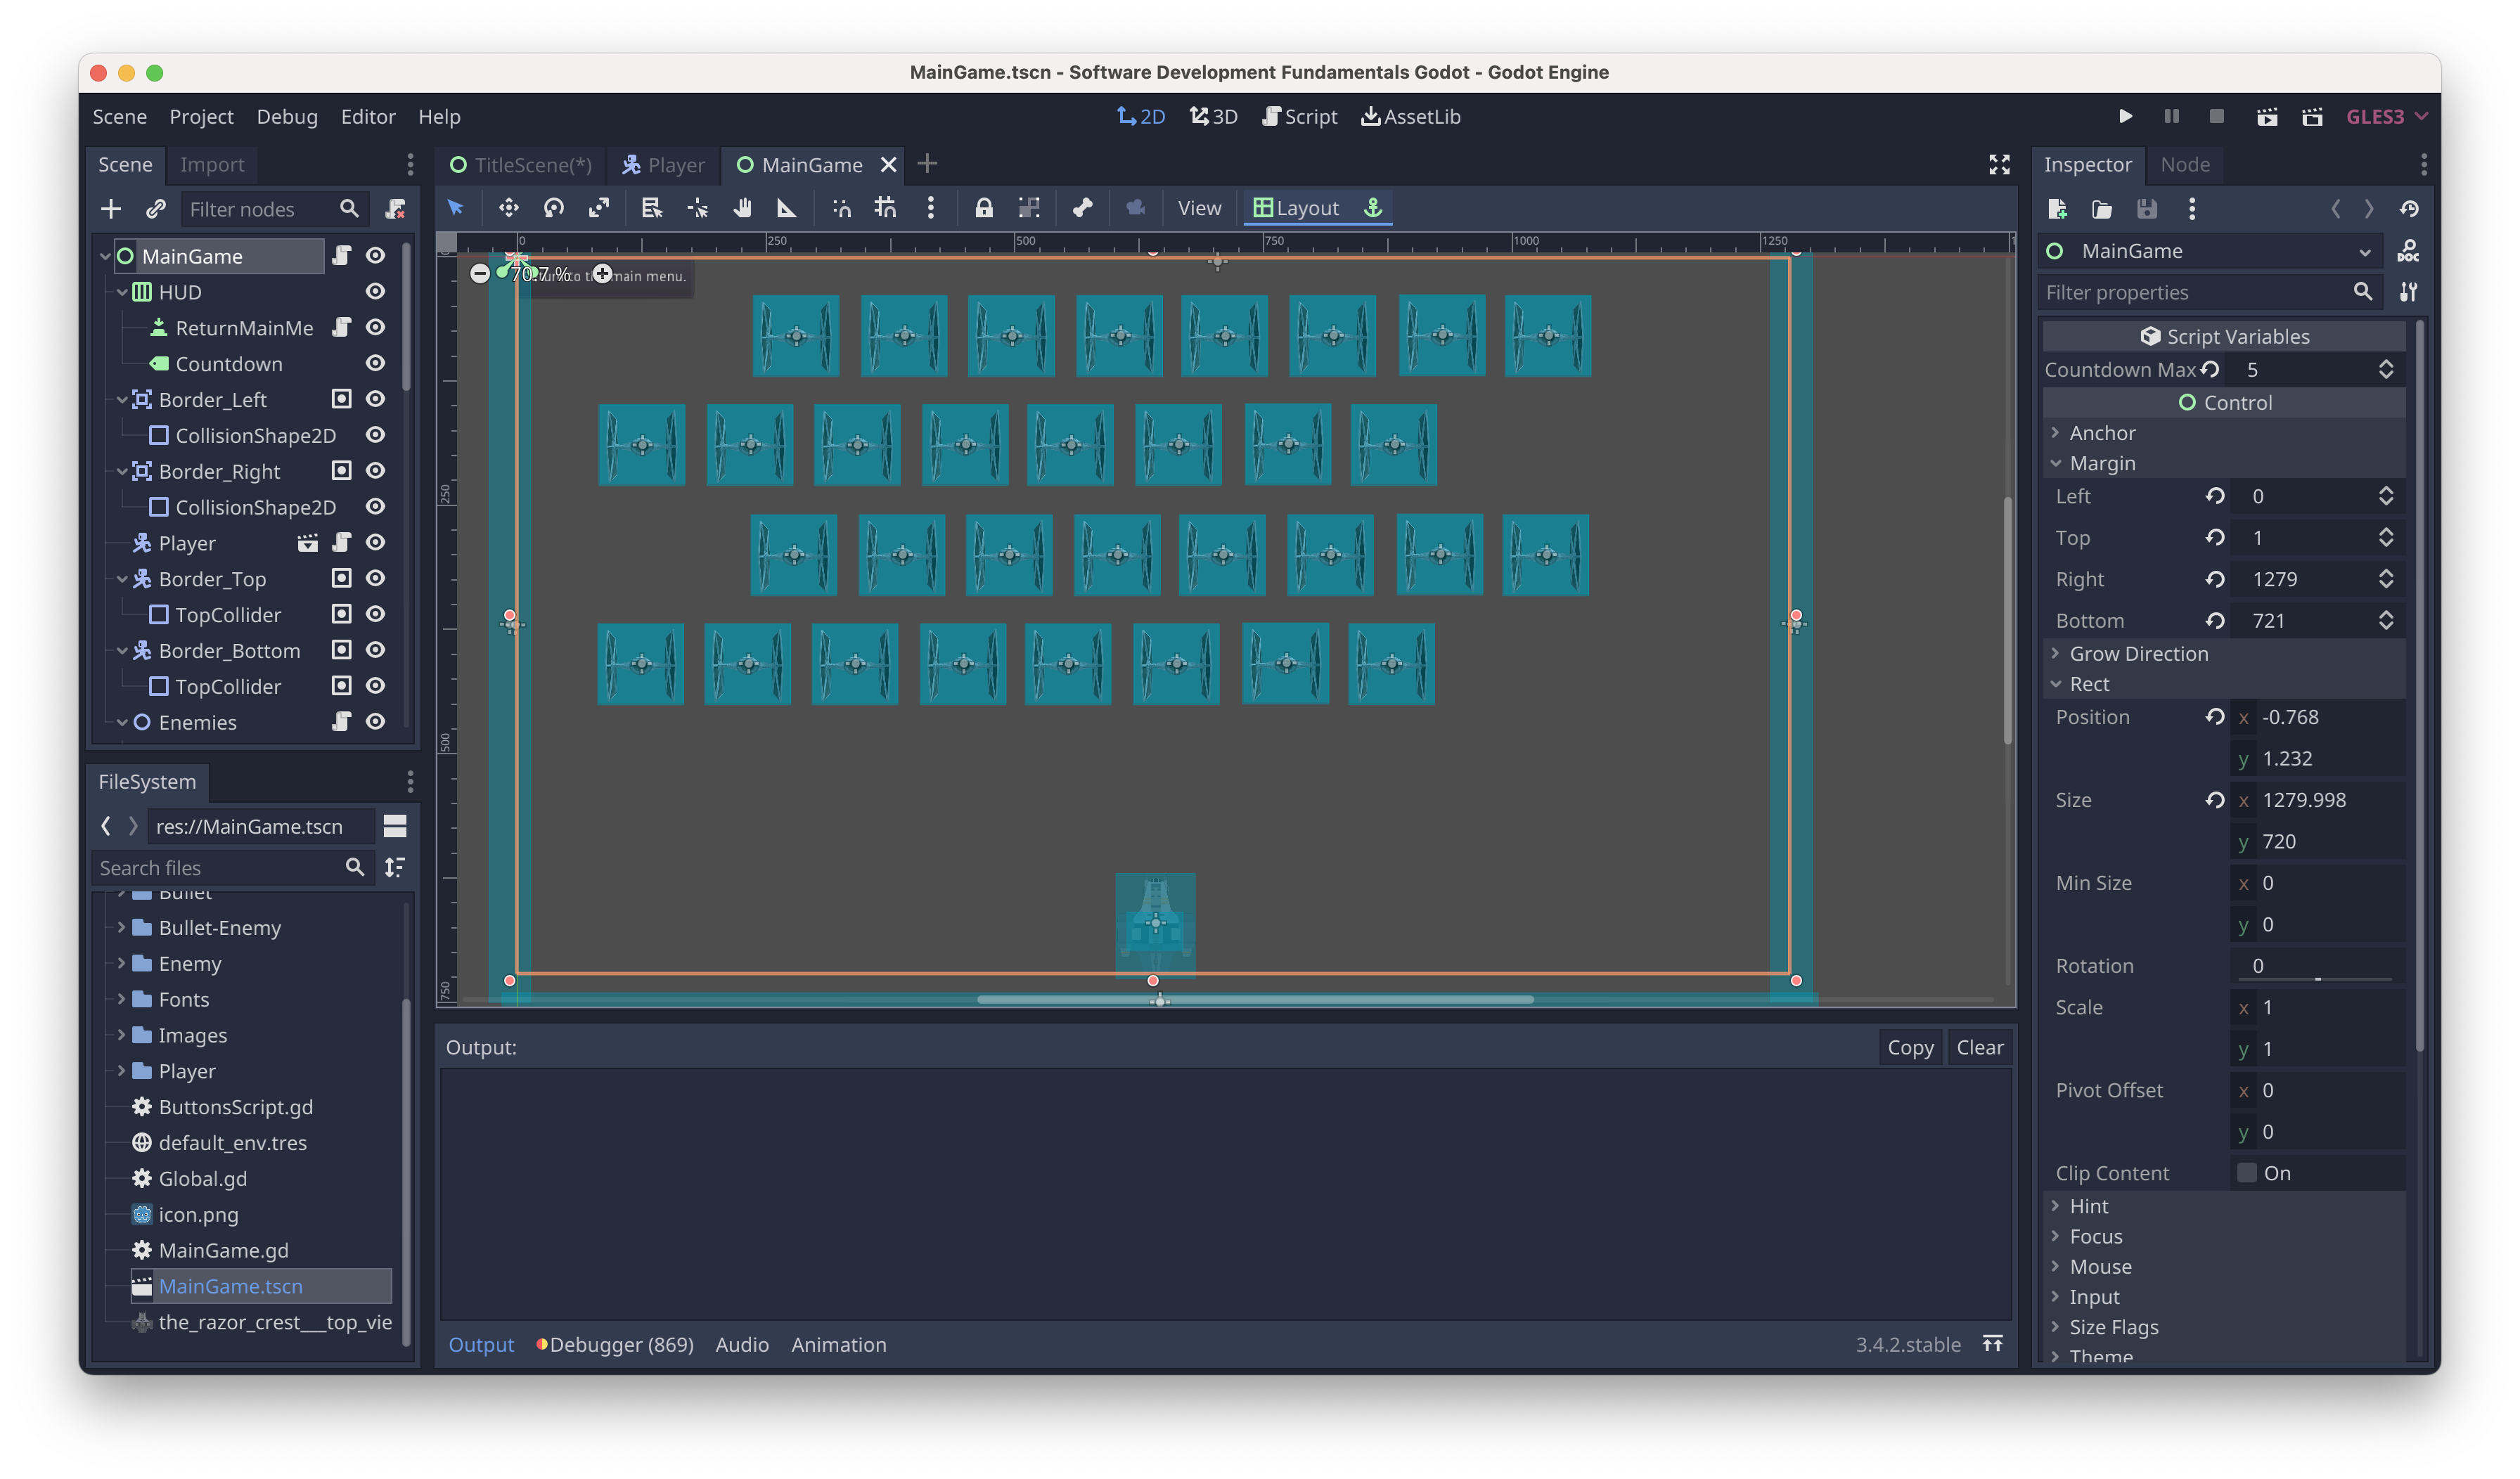 MainGame.tscn - Software Development Fundamentals Godot - Godot Engine
Scene Project Debug Editor Help
2D 3D Script AssetLib
GLES3
Scene Import
Filter nodes
MainGame
HUD
ReturnMainMe
Countdown
Border_Left
CollisionShape2D
Border_Right
CollisionShape2D
Player
Border_Top
TopCollider
Border_Bottom
TopCollider
Enemies
FileSystem
res://MainGame.tscn
Search files
Bullet
Bullet-Enemy
Enemy
Fonts
Images
Player
ButtonsScript.gd
default_env.tres
Global.gd
icon.png
MainGame.gd
MainGame.tscn
the_razor_crest__top_vie
TitleScene(*) Player MainGame
View Layout
0 250 500 750 1000 1250
250
500
750
70.7 %
main menu.
Output:
Copy Clear
Output Debugger (869) Audio Animation
3.4.2.stable
Inspector Node
MainGame
DOC
Filter properties
Script Variables
Countdown Max 5
Control
Anchor
Margin
Left 0
Top 1
Right 1279
Bottom 721
Grow Direction
Rect
Position x -0.768
y 1.232
Size x 1279.998
y 720
Min Size x 0
y 0
Rotation 0
Scale x 1
y 1
Pivot Offset x 0
y 0
Clip Content On
Hint
Focus
Mouse
Input
Size Flags
Theme